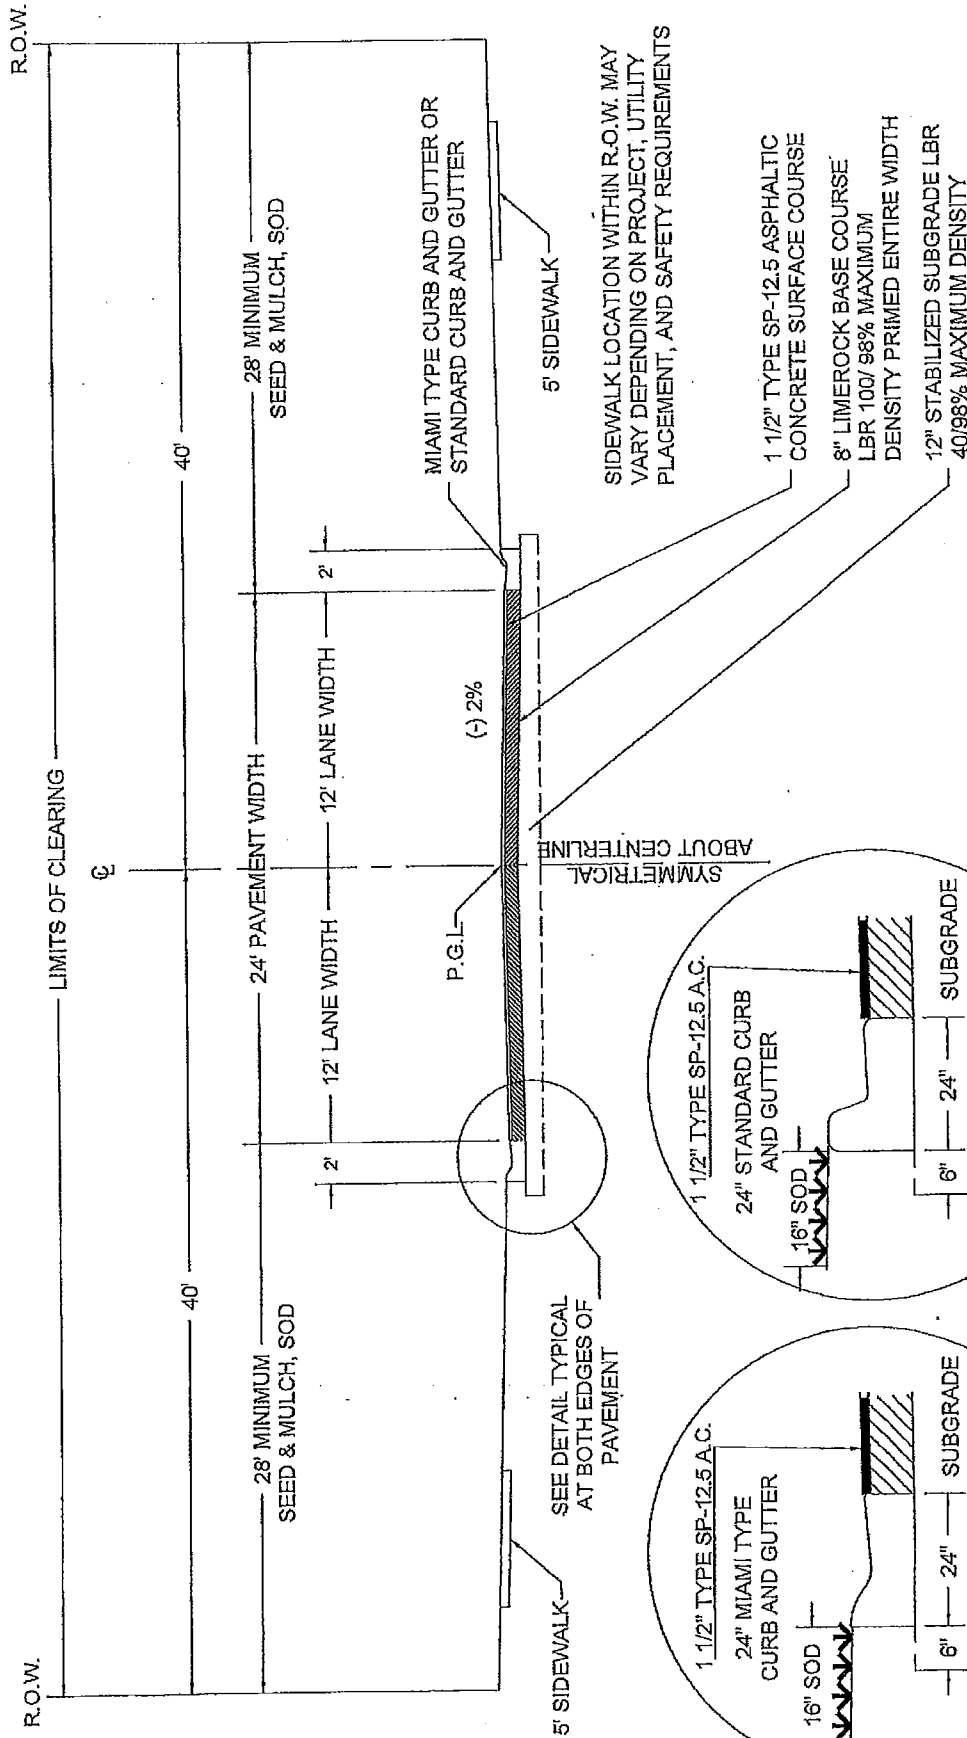 R.O.W.
R.O.W.
LIMITS OF CLEARING
℄
40'
40'
28' MINIMUM
SEED & MULCH, SOD
24' PAVEMENT WIDTH
28' MINIMUM
SEED & MULCH, SOD
2'
12' LANE WIDTH
12' LANE WIDTH
2'
P.G.L.
(-) 2%
MIAMI TYPE CURB AND GUTTER OR
STANDARD CURB AND GUTTER
5' SIDEWALK
5' SIDEWALK
SEE DETAIL TYPICAL
AT BOTH EDGES OF
PAVEMENT
SYMMETRICAL
ABOUT CENTERLINE
SIDEWALK LOCATION WITHIN R.O.W. MAY
VARY DEPENDING ON PROJECT, UTILITY
PLACEMENT, AND SAFETY REQUIREMENTS
1 1/2" TYPE SP-12.5 ASPHALTIC
CONCRETE SURFACE COURSE
8" LIMEROCK BASE COURSE
LBR 100/ 98% MAXIMUM
DENSITY PRIMED ENTIRE WIDTH
12" STABILIZED SUBGRADE LBR
40/98% MAXIMUM DENSITY
1 1/2" TYPE SP-12.5 A.C.
24" MIAMI TYPE
CURB AND GUTTER
16" SOD
6"
24"
SUBGRADE
1 1/2" TYPE SP-12.5 A.C.
24" STANDARD CURB
AND GUTTER
16" SOD
6"
24"
SUBGRADE